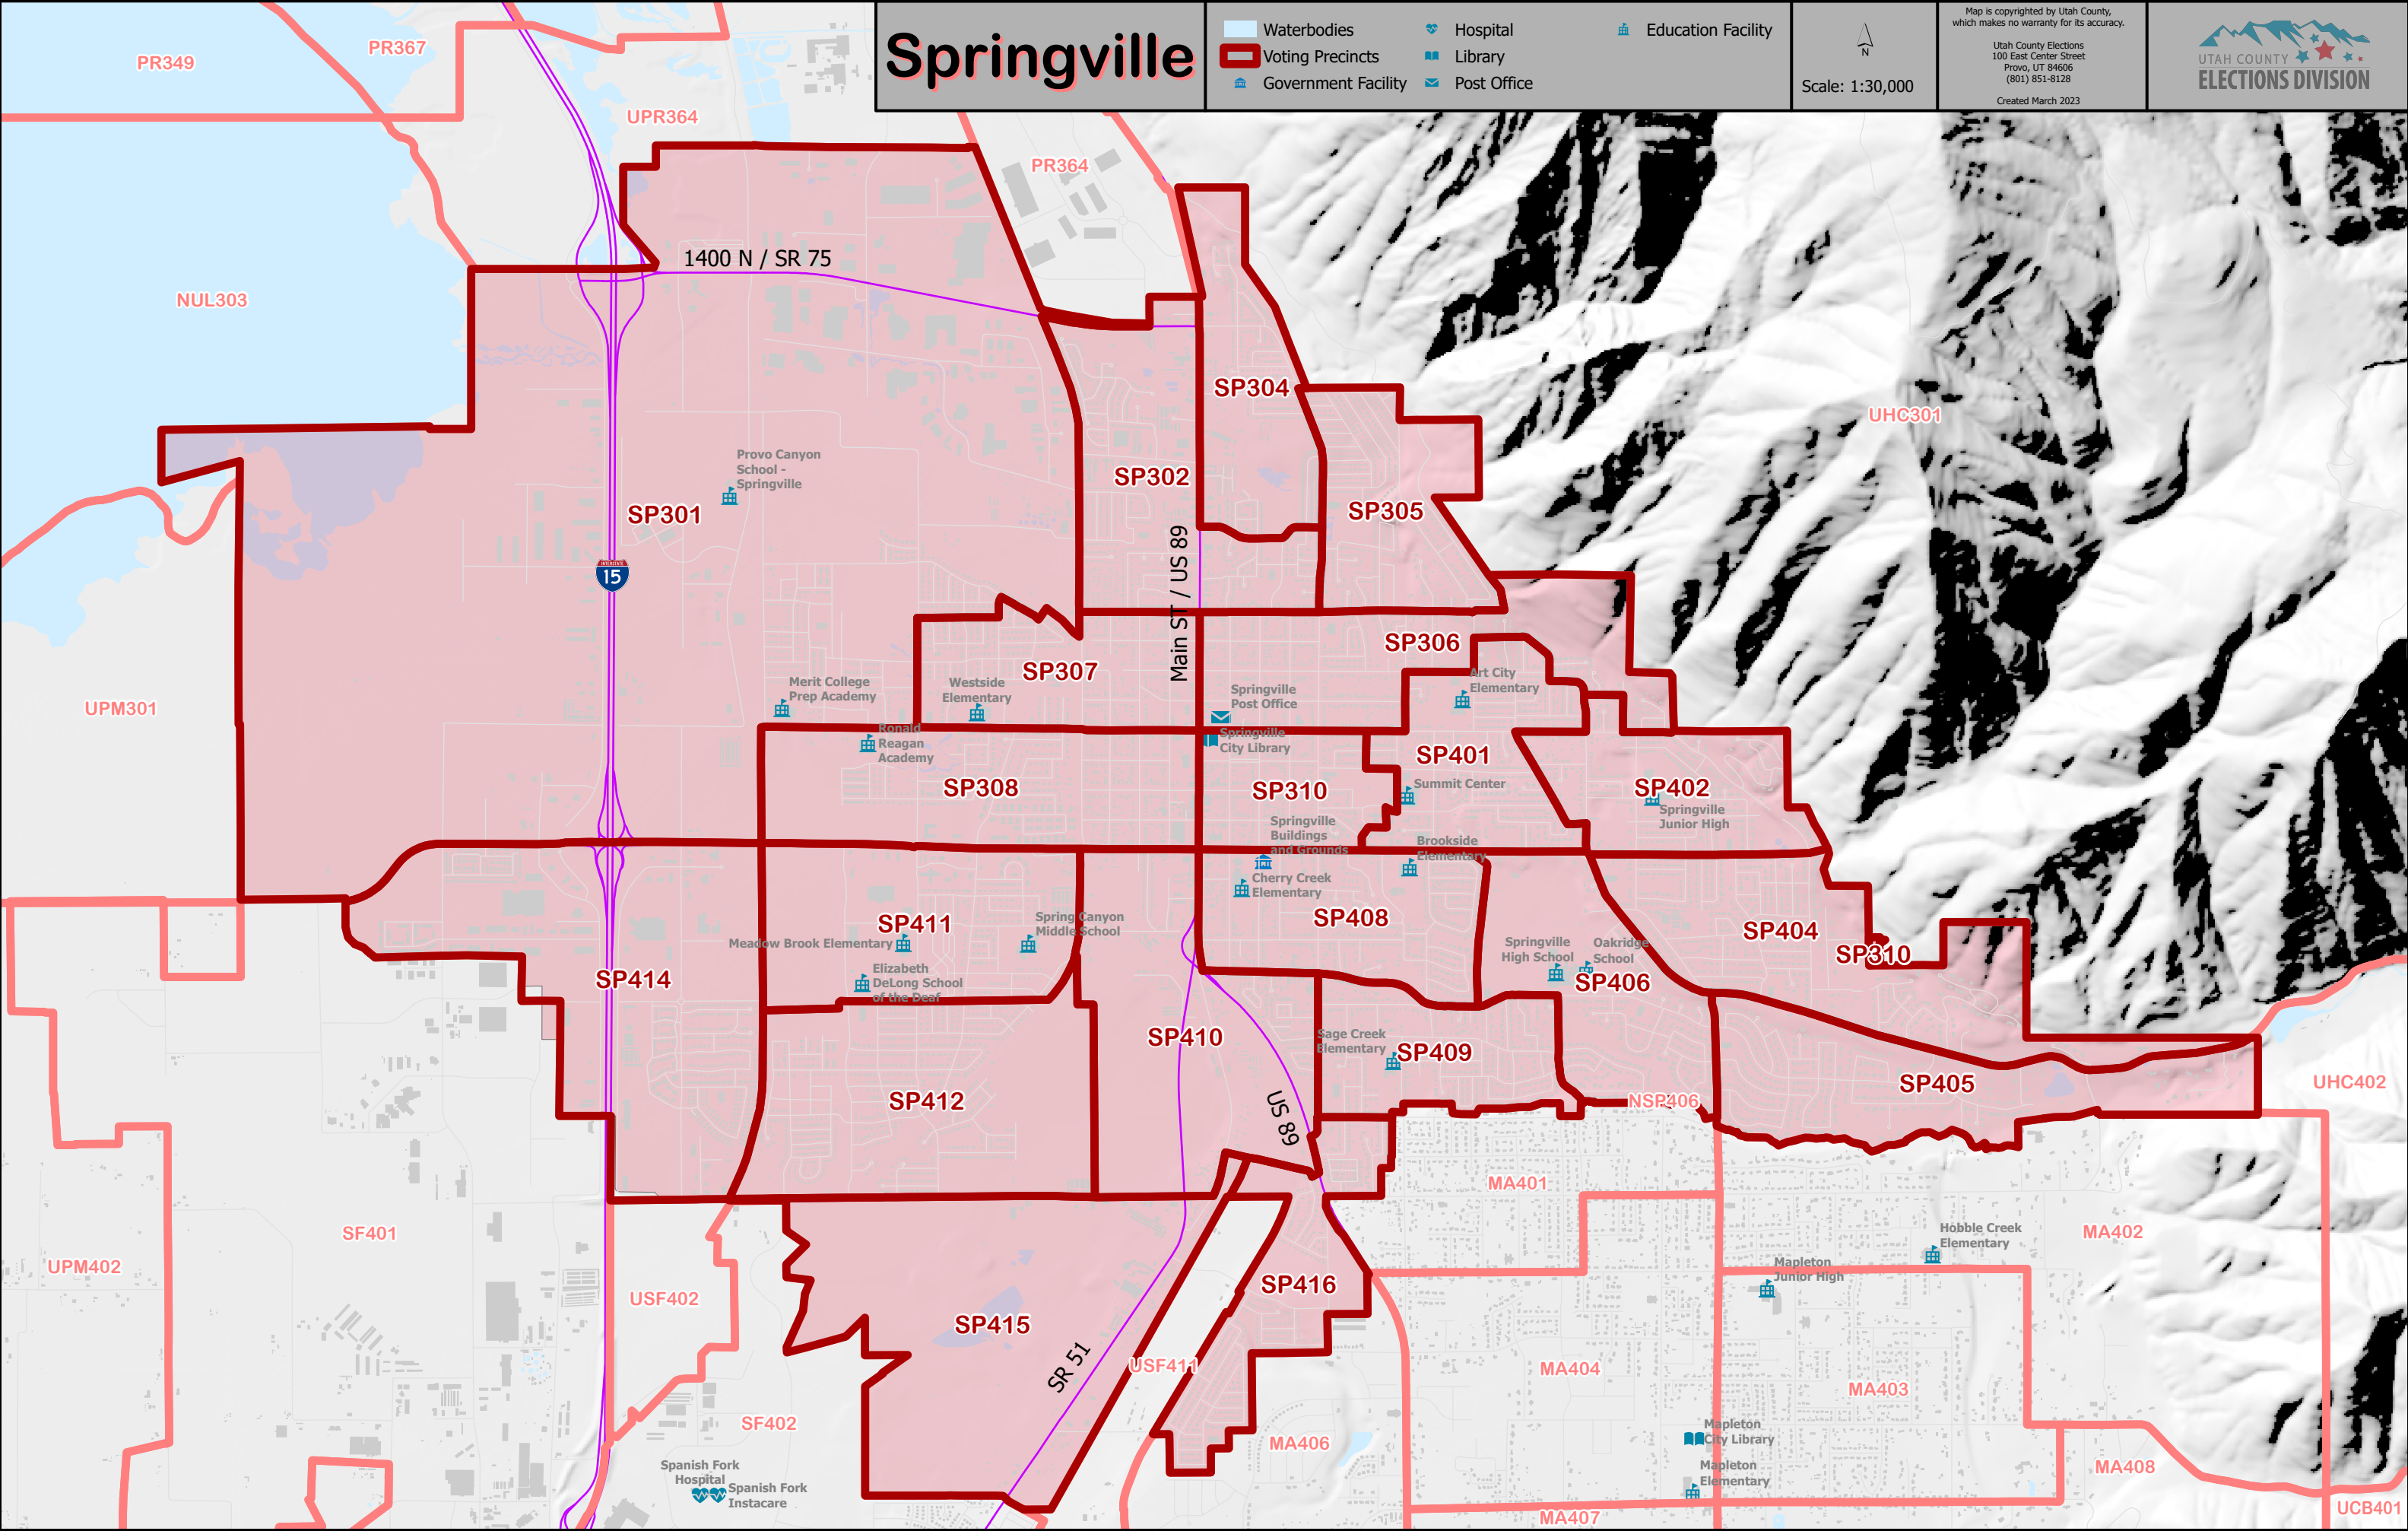 Springville
Waterbodies
Voting Precincts
Government Facility
Hospital
Library
Post Office
Education Facility
N
Scale: 1:30,000
Map is copyrighted by Utah County,
which makes no warranty for its accuracy.
Utah County Elections
100 East Center Street
Provo, UT 84606
(801) 851-8128
Created March 2023
UTAH COUNTY
ELECTIONS DIVISION
PR349
PR367
UPR364
PR364
1400 N / SR 75
NUL303
SP304
UHC301
Provo Canyon
School -
Springville
SP302
SP301
SP305
INTERSTATE
15
Main ST / US 89
SP306
SP307
Merit College
Prep Academy
Westside
Elementary
Springville
Post Office
Art City
Elementary
UPM301
Ronald
Reagan
Academy
Springville
City Library
SP401
SP308
SP310
Summit Center
SP402
Springville
Junior High
Springville
Buildings
and Grounds
Brookside
Elementary
Cherry Creek
Elementary
SP411
Spring Canyon
Middle School
SP408
SP404
Meadow Brook Elementary
Springville
High School
Oakridge
School
SP310
SP414
Elizabeth
DeLong School
of the Deaf
SP406
SP410
Sage Creek
Elementary
SP409
SP405
UHC402
SP412
US 89
NSP406
MA401
SF401
Hobble Creek
Elementary
MA402
UPM402
Mapleton
Junior High
USF402
SP416
SP415
SR 51
USF411
MA404
MA403
SF402
Mapleton
City Library
MA406
Spanish Fork
Hospital
Spanish Fork
Instacare
Mapleton
Elementary
MA408
MA407
UCB401